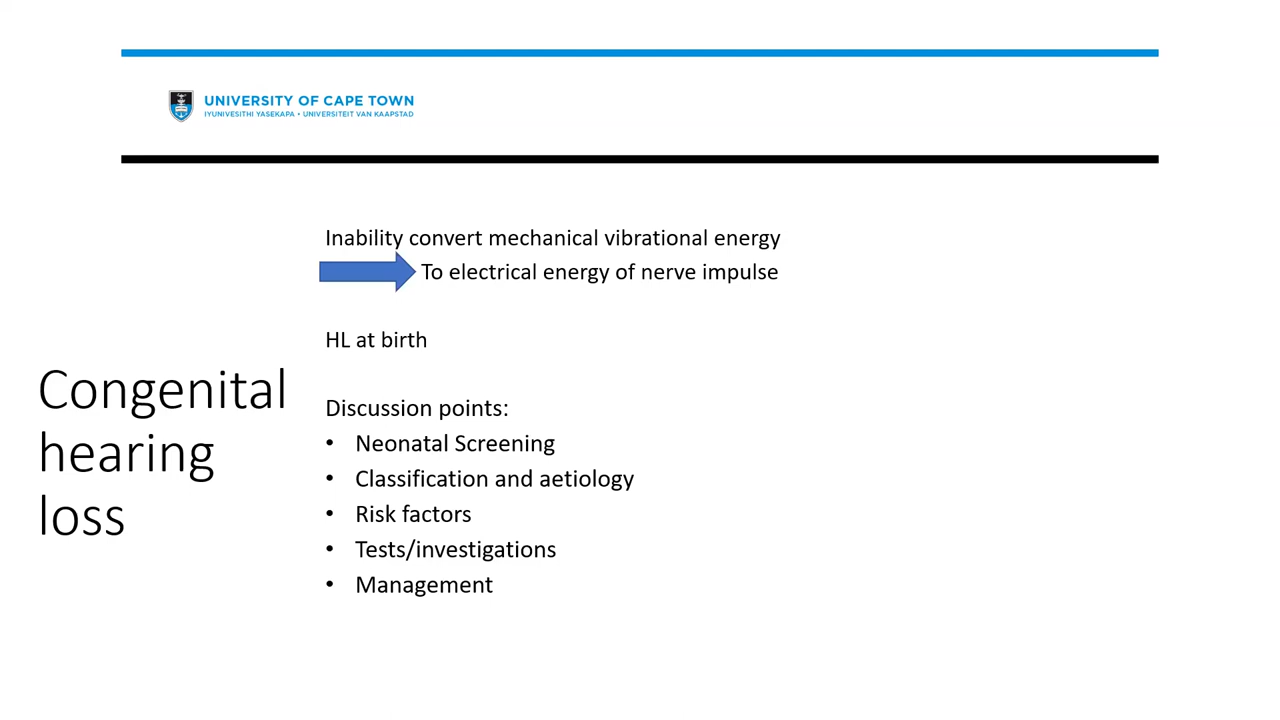 UNIVERSITY OF CAPE TOWN
IYUNIVESITHI YASEKAPA • UNIVERSITEIT VAN KAAPSTAD
Congenital
hearing
loss
Inability convert mechanical vibrational energy
To electrical energy of nerve impulse
HL at birth
Discussion points:
• Neonatal Screening
• Classification and aetiology
• Risk factors
• Tests/investigations
• Management